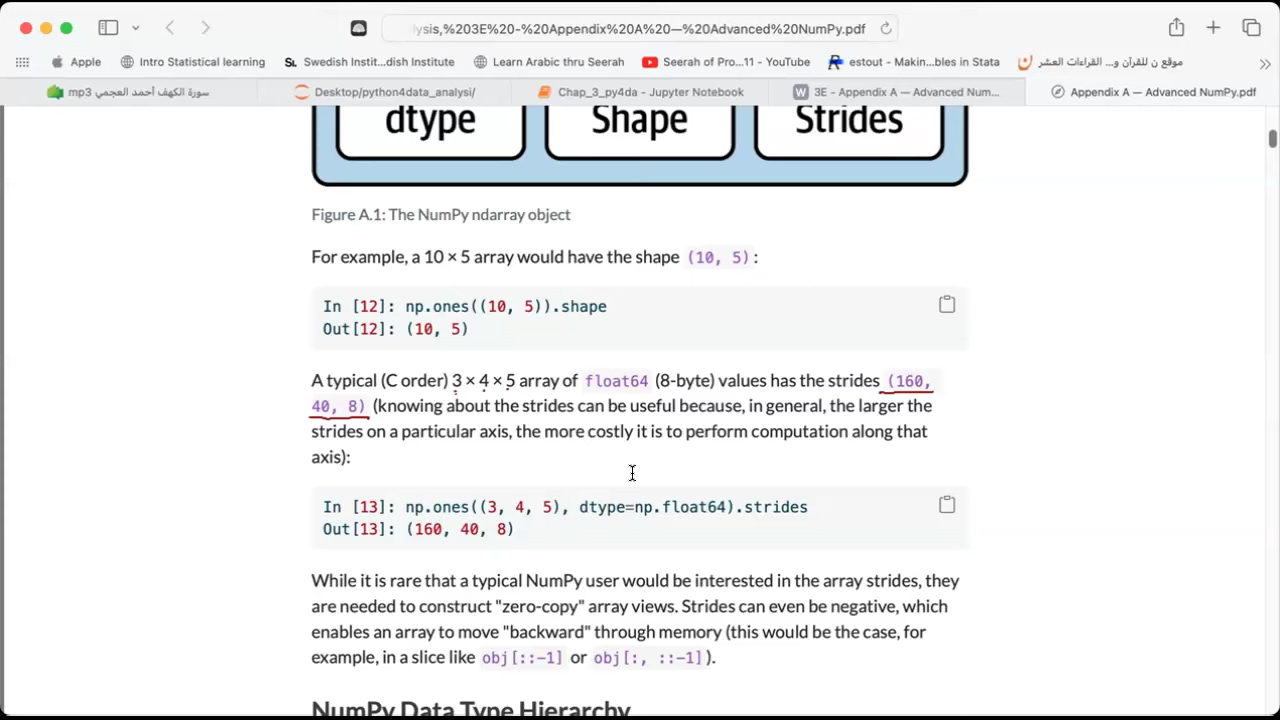 lysis,%203E%20-%20Appendix%20A%20—%20Advanced%20NumPy.pdf
Apple
Intro Statistical learning
SL Swedish Instit...dish Institute
Learn Arabic thru Seerah
Seerah of Pro...11 - YouTube
estout - Makin...bles in Stata
موقع ن للقرآن و... القراءات العشر
سورة الكهف أحمد العجمي mp3
Desktop/python4data_analysi/
Chap_3_py4da - Jupyter Notebook
W 3E - Appendix A — Advanced Num...
Appendix A — Advanced NumPy.pdf
dtype
Shape
Strides
Figure A.1: The NumPy ndarray object
For example, a 10 × 5 array would have the shape (10, 5) :
In [12]: np.ones((10, 5)).shape
Out[12]: (10, 5)
A typical (C order) 3 × 4 × 5 array of float64 (8-byte) values has the strides (160,
40, 8) (knowing about the strides can be useful because, in general, the larger the
strides on a particular axis, the more costly it is to perform computation along that
axis):
In [13]: np.ones((3, 4, 5), dtype=np.float64).strides
Out[13]: (160, 40, 8)
While it is rare that a typical NumPy user would be interested in the array strides, they
are needed to construct "zero-copy" array views. Strides can even be negative, which
enables an array to move "backward" through memory (this would be the case, for
example, in a slice like obj[::-1] or obj[:, ::-1] ).
NumPy Data Type Hierarchy